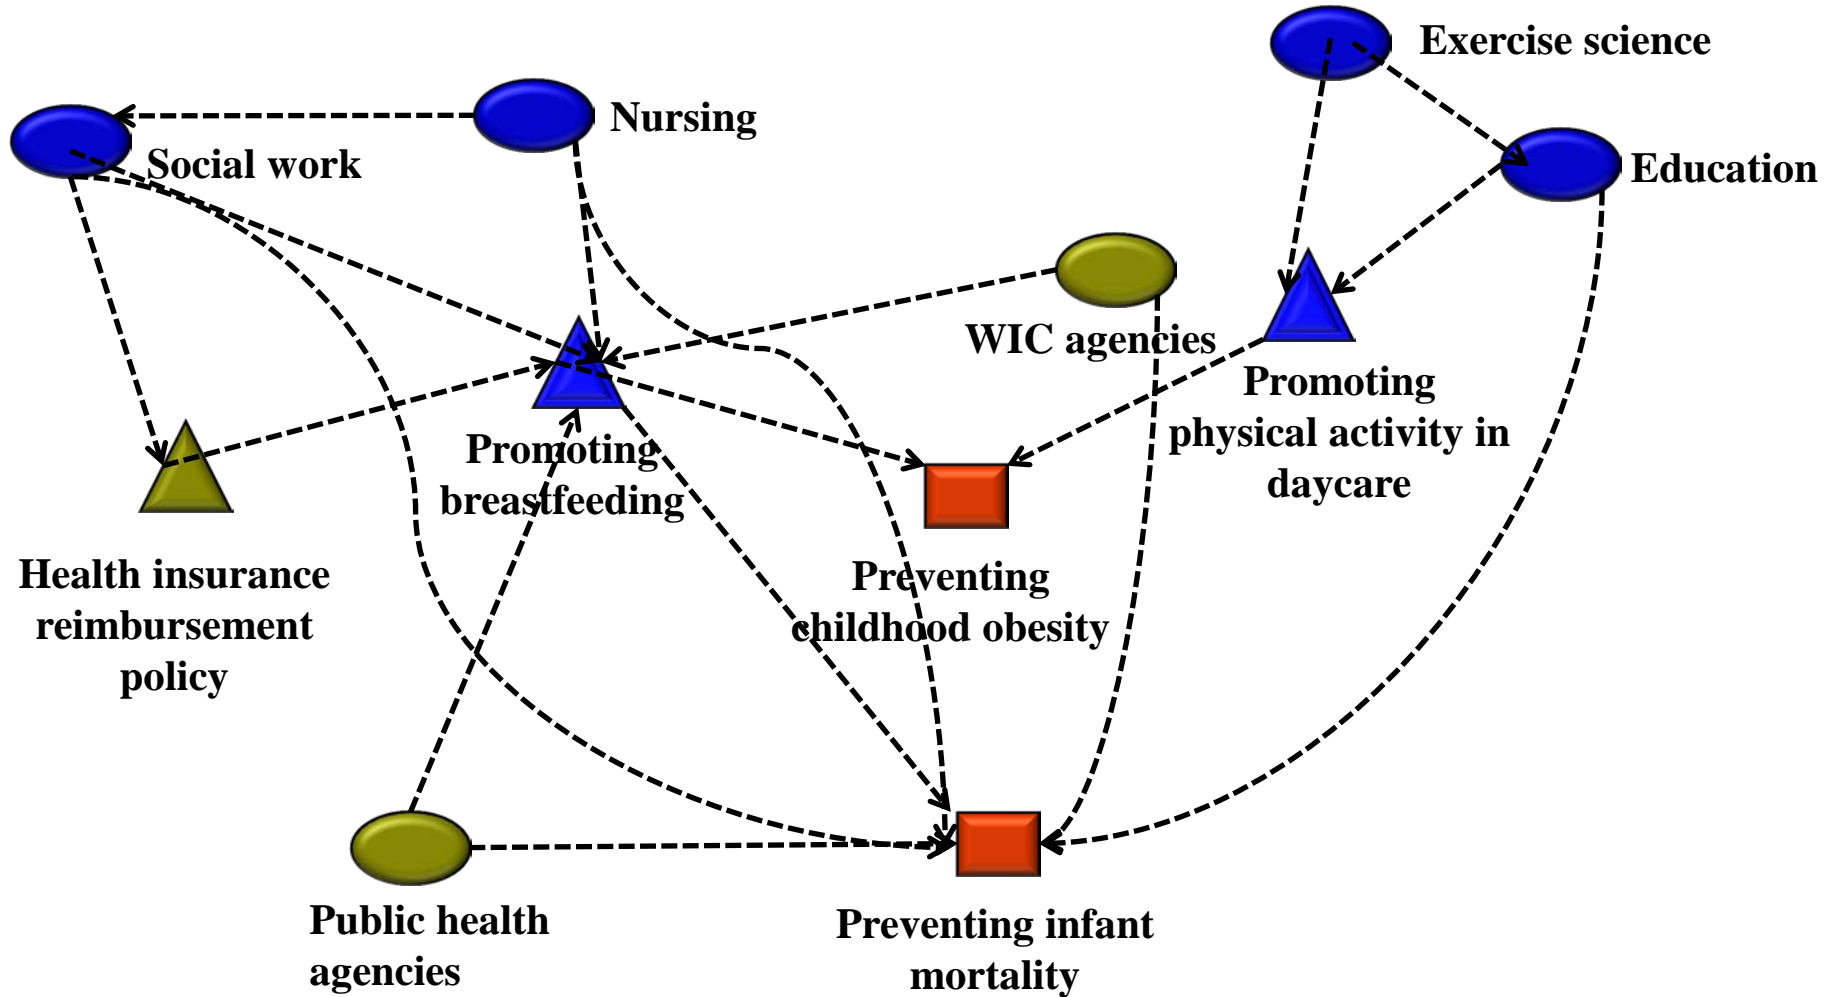 Exercise science
Nursing
Social work
Education
WIC agencies
Promoting
physical activity in
daycare
Promoting
breastfeeding
Health insurance
reimbursement
policy
Preventing
childhood obesity
Public health
agencies
Preventing infant
mortality